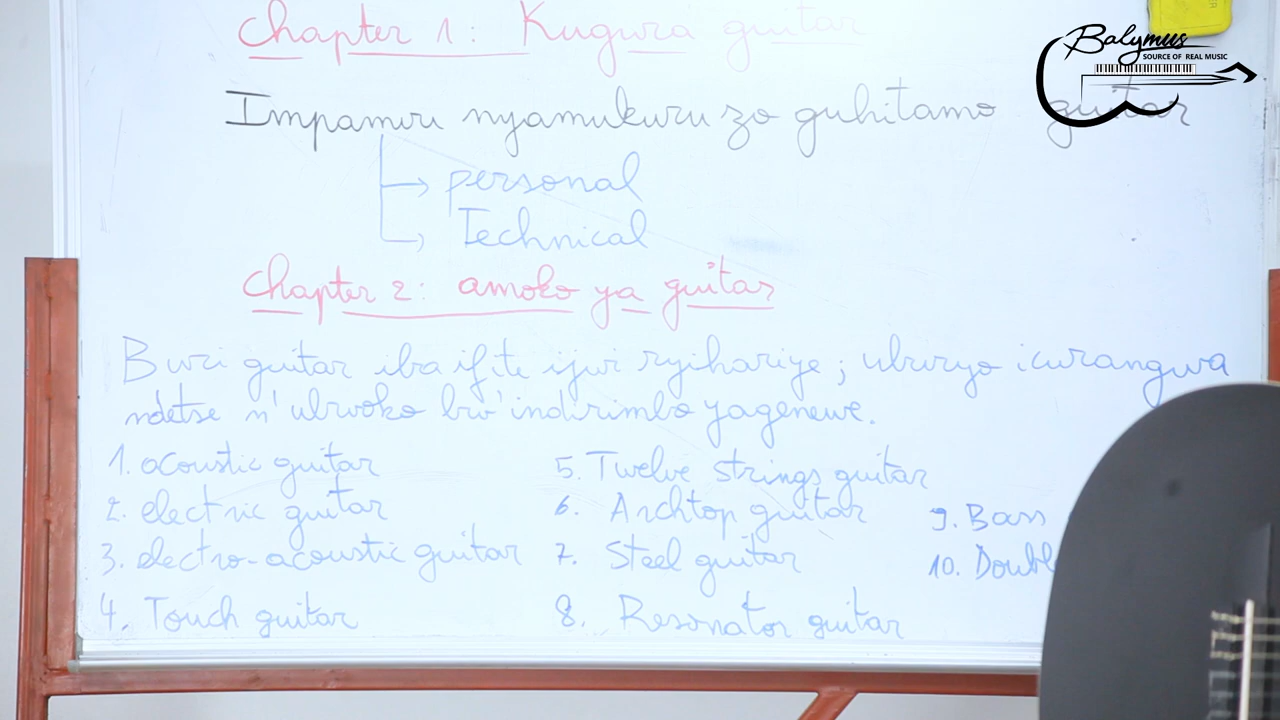 Chapter 1: Kugura guitar
Balymus
SOURCE OF REAL MUSIC
Impamvu nyamukuru zo guhitamo guitar
personal
Technical
Chapter 2: amoko ya guitar
Buri guitar iba ifite ijwi ryihariye; uburyo icurangwa
ndetse n'ubwoko bw'indirimbo yagenewe.
1. acoustic guitar
2. electric guitar
3. electro-acoustic guitar
4. Touch guitar
5. Twelve strings guitar
6. Archtop guitar
7. Steel guitar
8. Resonator guitar
9. Bass
10. Doubl